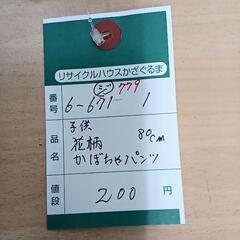 ジ 779
リサイクルハウスかざぐるま
番号 6-671- 1
子供 80cm
品名 花柄
かぼちゃパンツ
値段 200 円